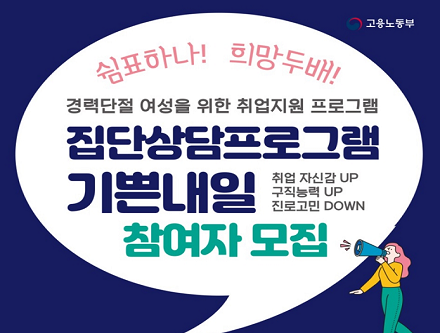 고용노동부
쉼표하나! 희망두배!
경력단절 여성을 위한 취업지원 프로그램
집단상담프로그램
기쁜내일
취업 자신감 UP
구직능력 UP
진로고민 DOWN
참여자 모집